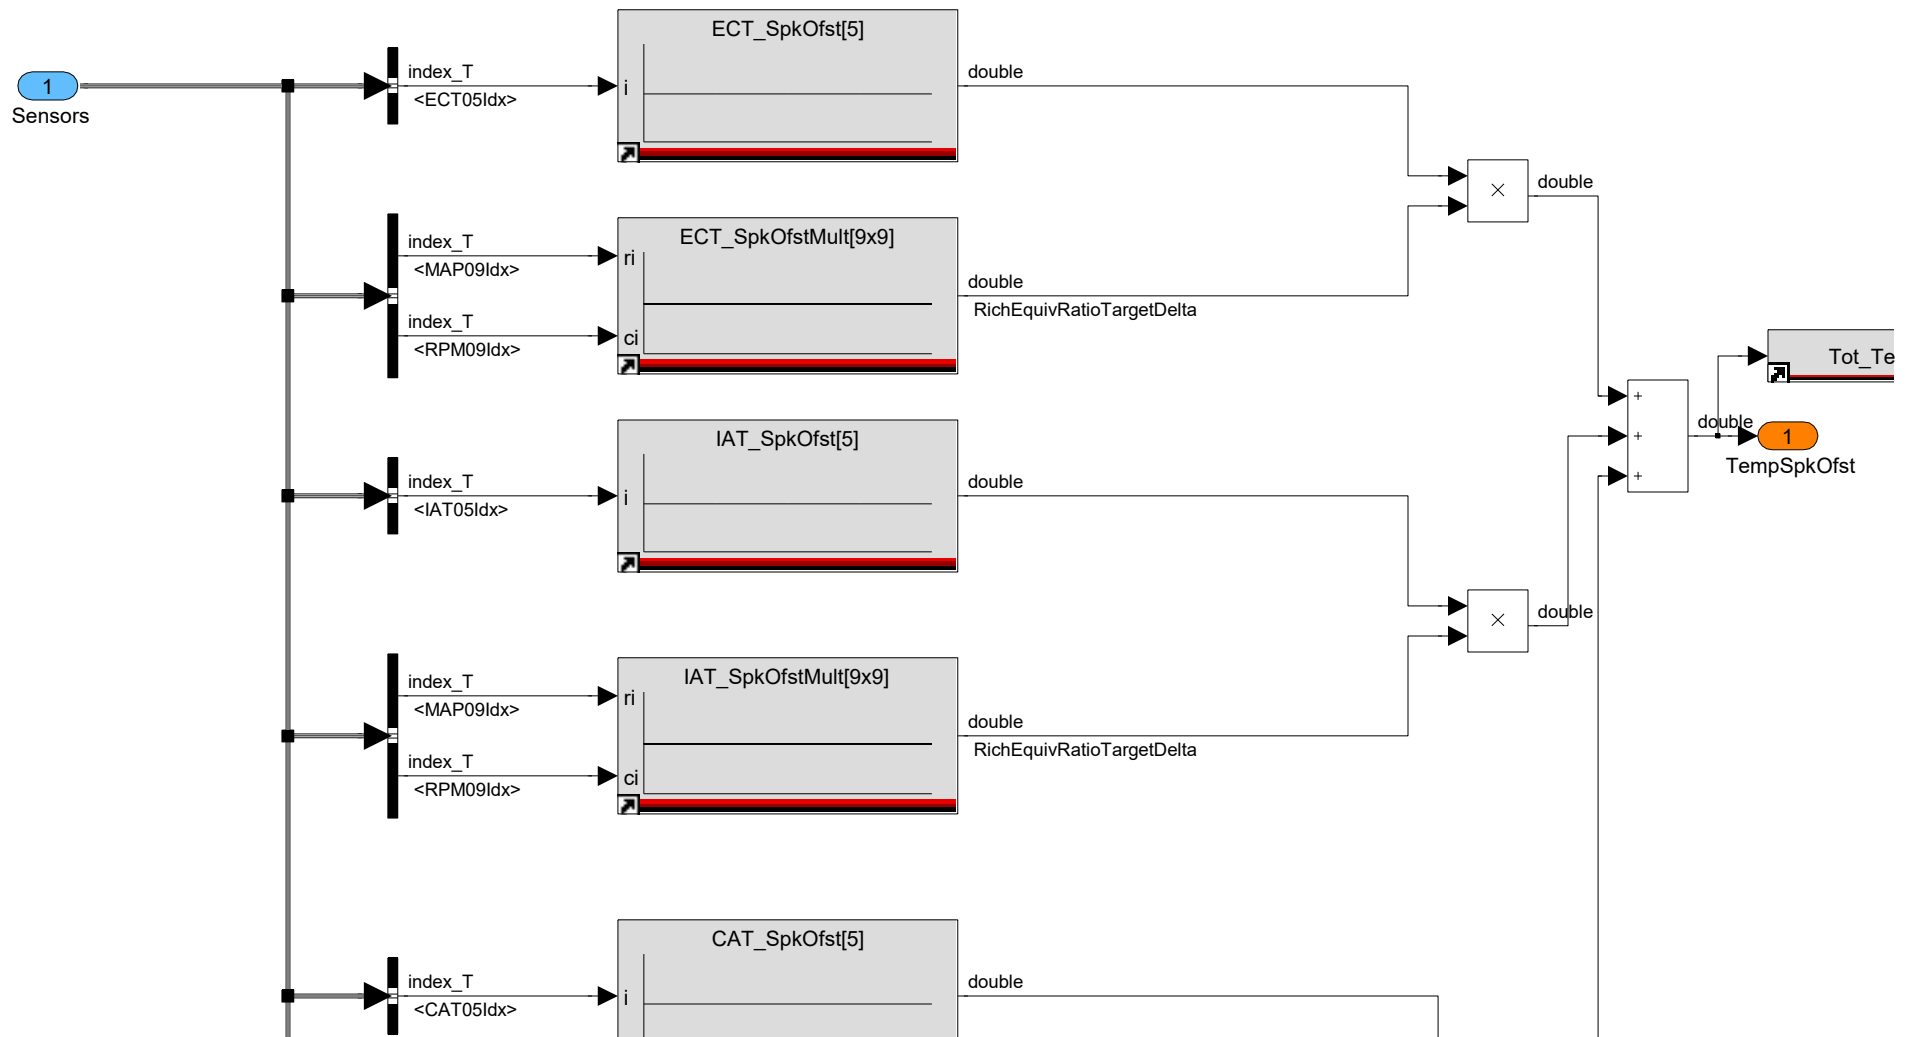 1
Sensors
index_T
<ECT05Idx>
i
ECT_SpkOfst[5]
double
×
double
index_T
<MAP09Idx>
index_T
<RPM09Idx>
ri
ci
ECT_SpkOfstMult[9x9]
double
RichEquivRatioTargetDelta
Tot_Te
+
+
+
double
1
TempSpkOfst
index_T
<IAT05Idx>
i
IAT_SpkOfst[5]
double
×
double
index_T
<MAP09Idx>
index_T
<RPM09Idx>
ri
ci
IAT_SpkOfstMult[9x9]
double
RichEquivRatioTargetDelta
index_T
<CAT05Idx>
i
CAT_SpkOfst[5]
double